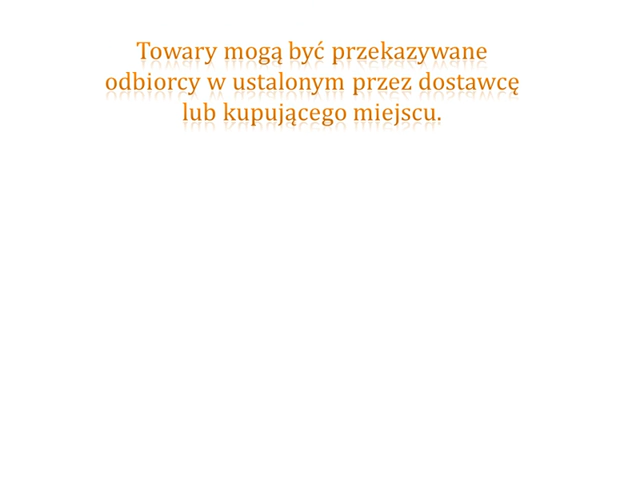 Towary mogą być przekazywane
odbiorcy w ustalonym przez dostawcę
lub kupującego miejscu.